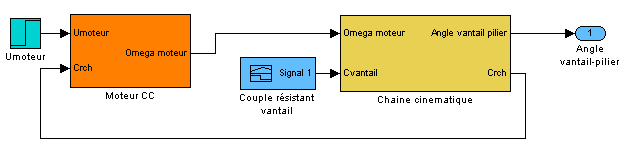 Umoteur
Umoteur
Crch
Omega moteur
Moteur CC
Signal 1
Couple résistant
vantail
Omega moteur
Cvantail
Angle vantail pilier
Crch
Chaine cinematique
1
Angle
vantail-pilier